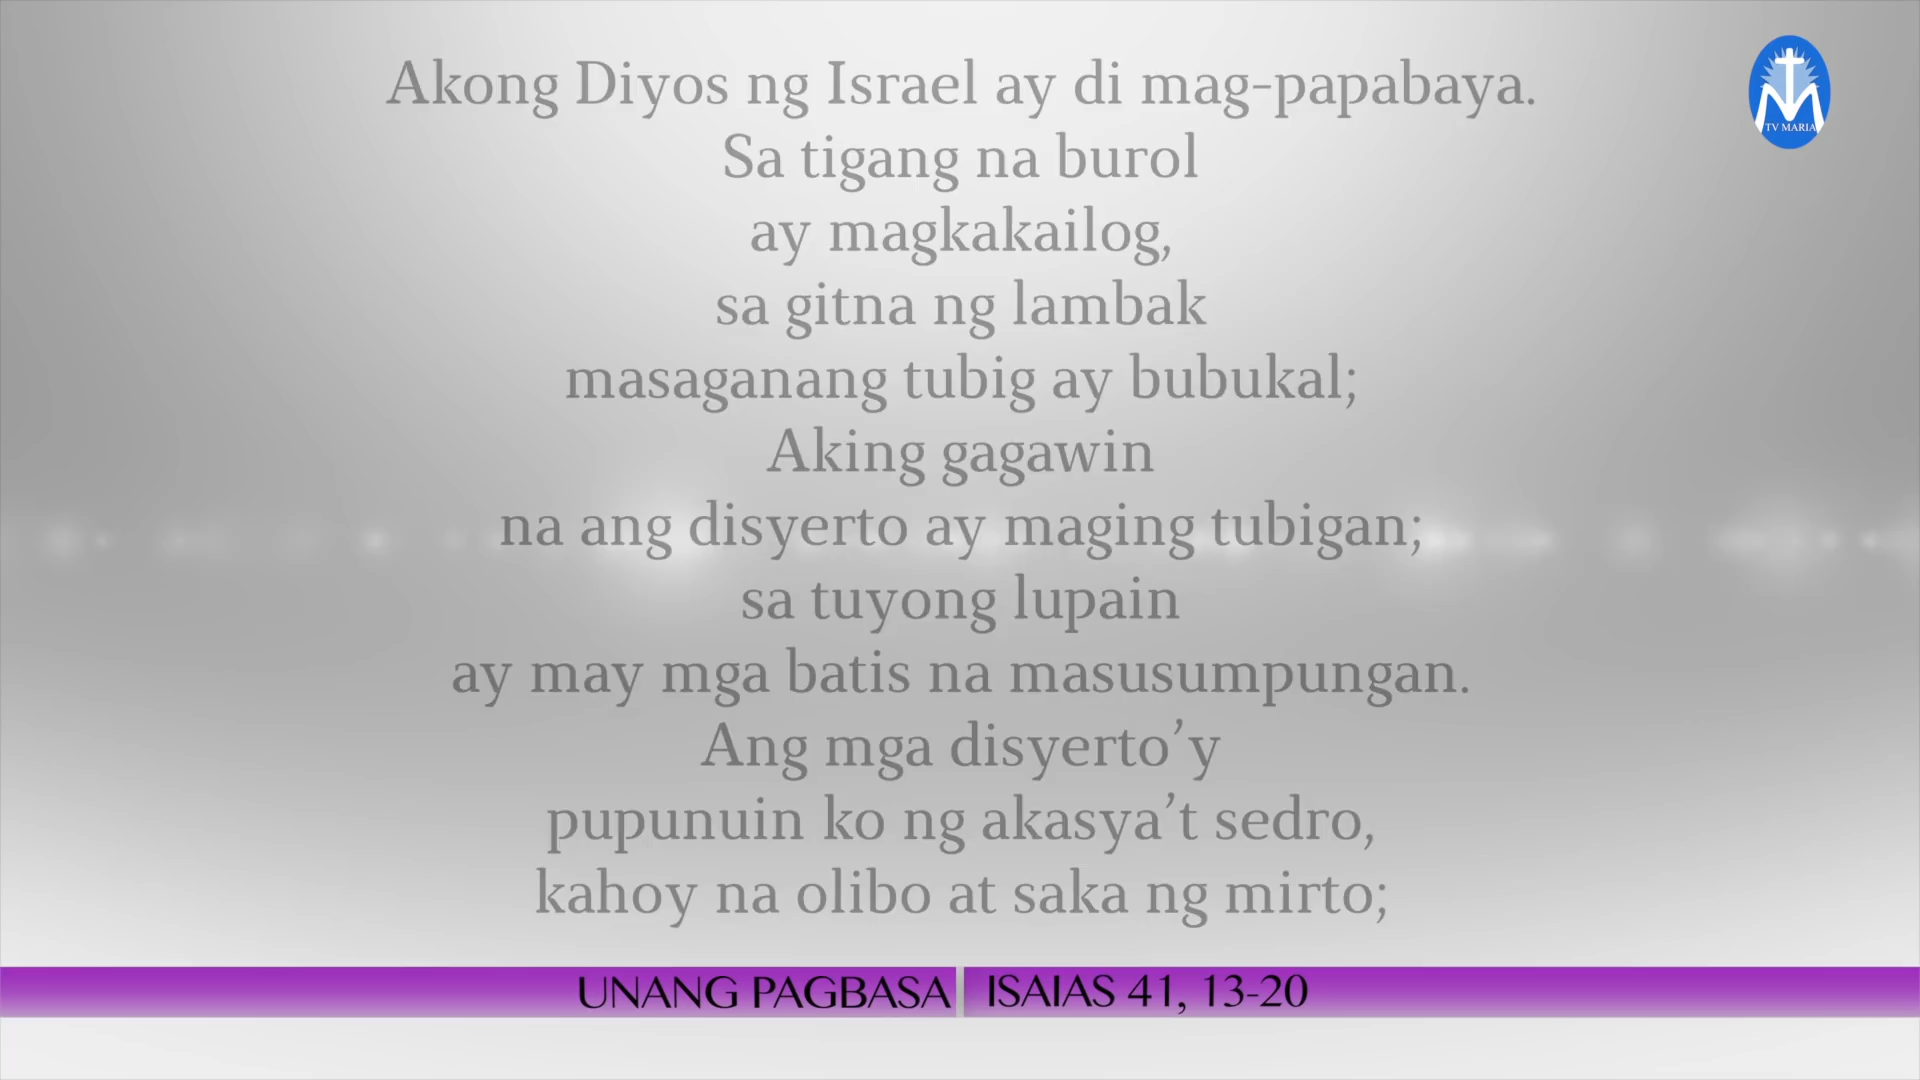 Akong Diyos ng Israel ay di mag-papabaya.
Sa tigang na burol
ay magkakailog,
sa gitna ng lambak
masaganang tubig ay bubukal;
Aking gagawin
na ang disyerto ay maging tubigan;
sa tuyong lupain
ay may mga batis na masusumpungan.
Ang mga disyerto’y
pupunuin ko ng akasya’t sedro,
kahoy na olibo at saka ng mirto;
UNANG PAGBASA ISAIAS 41, 13-20
TV MARIA